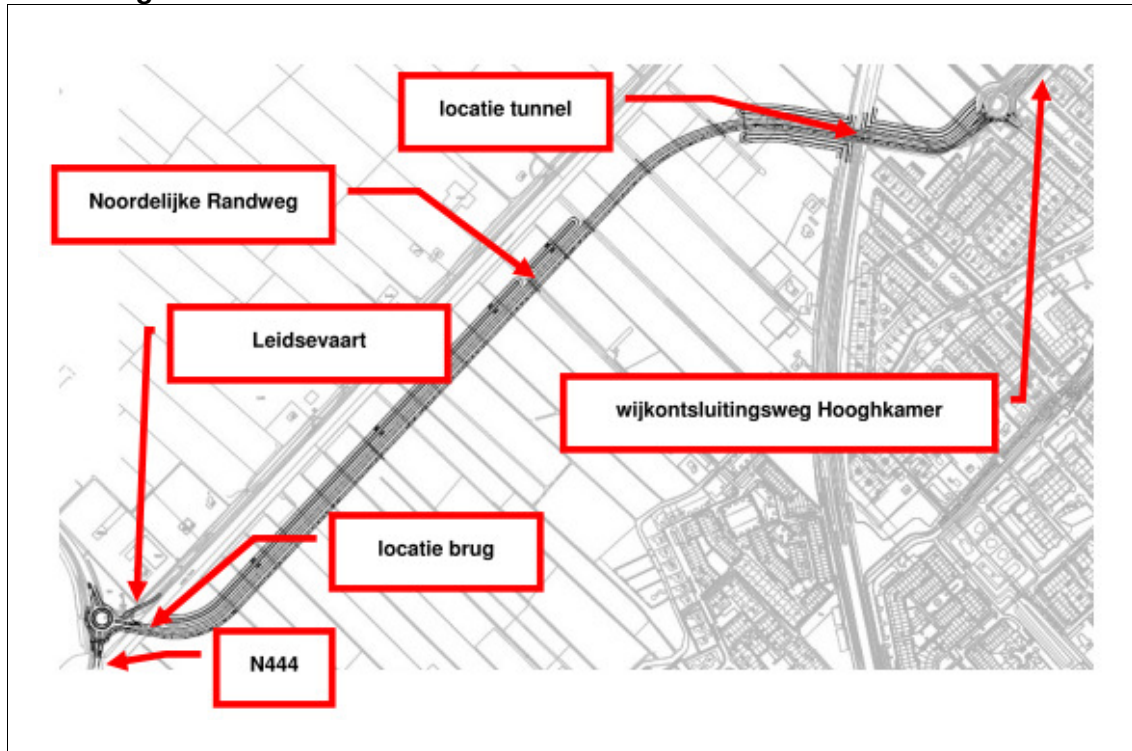 locatie tunnel
Noordelijke Randweg
Leidsevaart
wijkontsluitingsweg Hooghkamer
locatie brug
N444